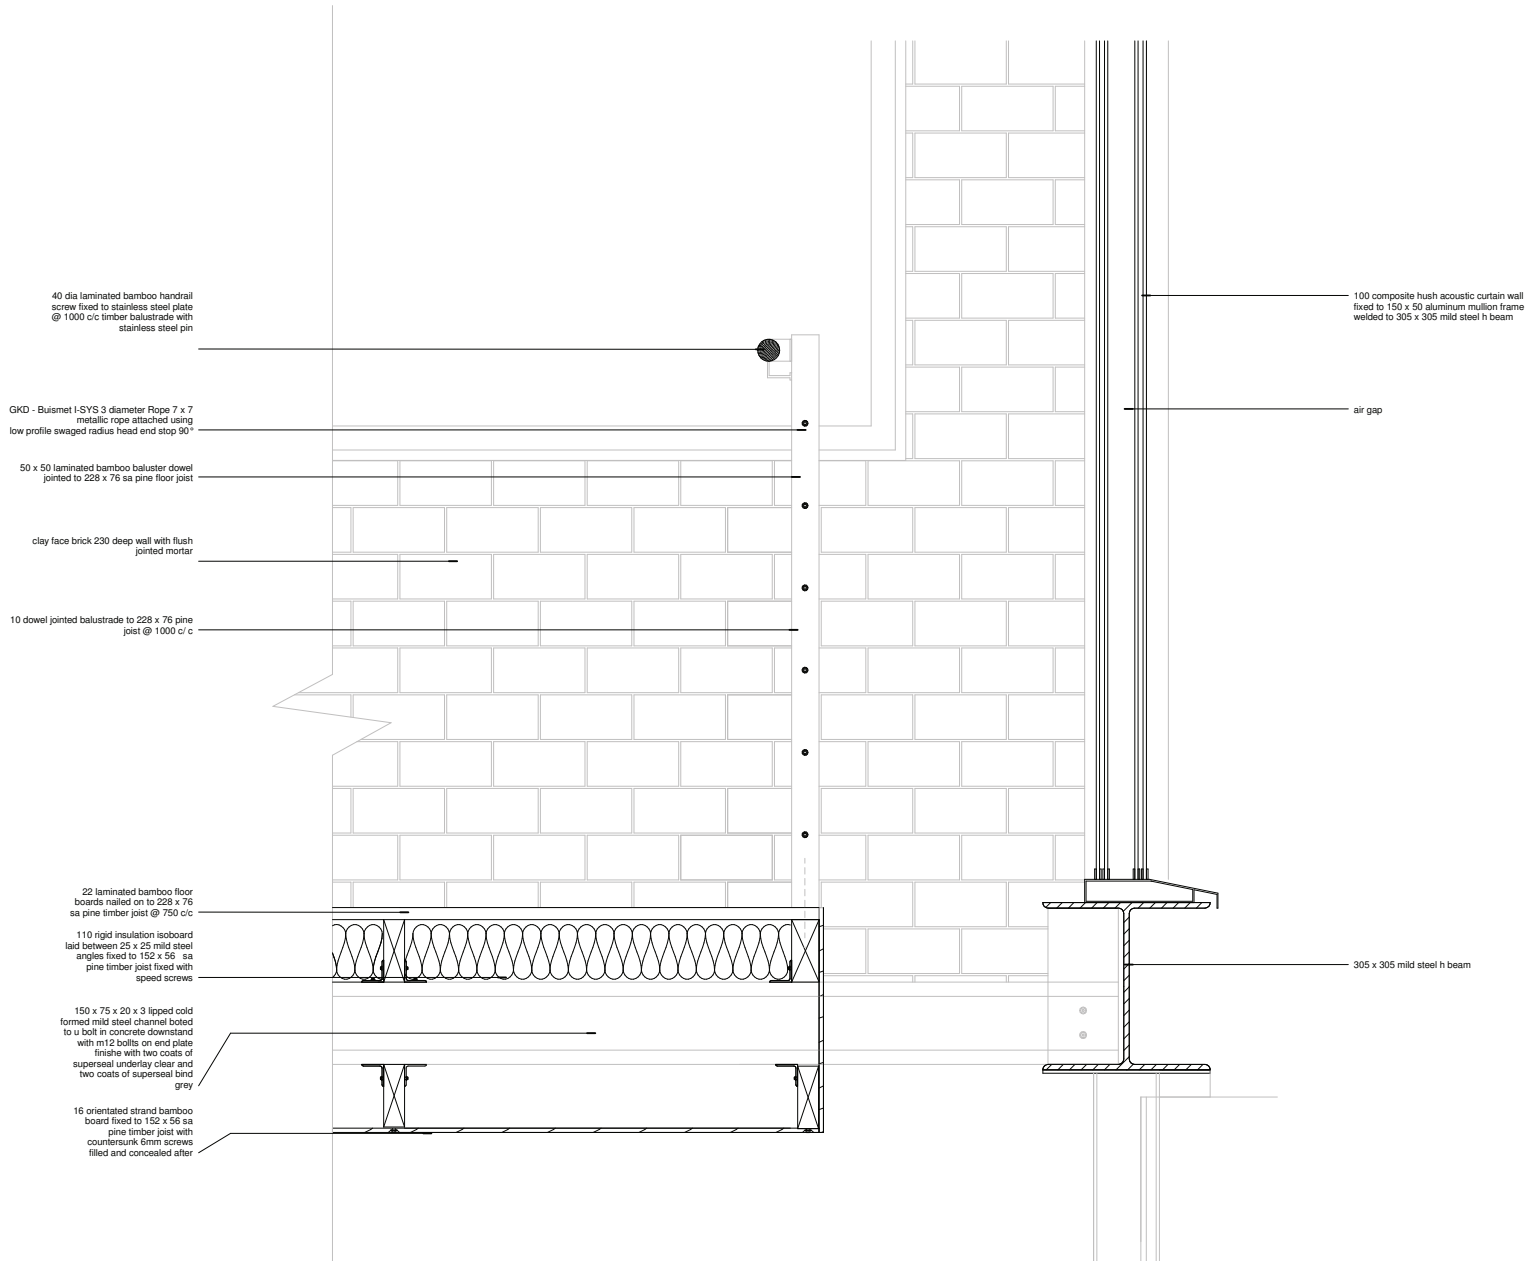 40 dia laminated bamboo handrail
screw fixed to stainless steel plate
@ 1000 c/c timber balustrade with
stainless steel pin
GKD - Buismet I-SYS 3 diameter Rope 7 x 7
metallic rope attached using
low profile swaged radius head end stop 90°
50 x 50 laminated bamboo baluster dowel
jointed to 228 x 76 sa pine floor joist
clay face brick 230 deep wall with flush
jointed mortar
10 dowel jointed balustrade to 228 x 76 pine
joist @ 1000 c/ c
22 laminated bamboo floor
boards nailed on to 228 x 76
sa pine timber joist @ 750 c/c
110 rigid insulation isoboard
laid between 25 x 25 mild steel
angles fixed to 152 x 56 sa
pine timber joist fixed with
speed screws
150 x 75 x 20 x 3 lipped cold
formed mild steel channel boted
to u bolt in concrete downstand
with m12 bollts on end plate
finishe with two coats of
superseal underlay clear and
two coats of superseal bind
grey
16 orientated strand bamboo
board fixed to 152 x 56 sa
pine timber joist with
countersunk 6mm screws
filled and concealed after
100 composite hush acoustic curtain wall
fixed to 150 x 50 aluminum mullion frame
welded to 305 x 305 mild steel h beam
air gap
305 x 305 mild steel h beam